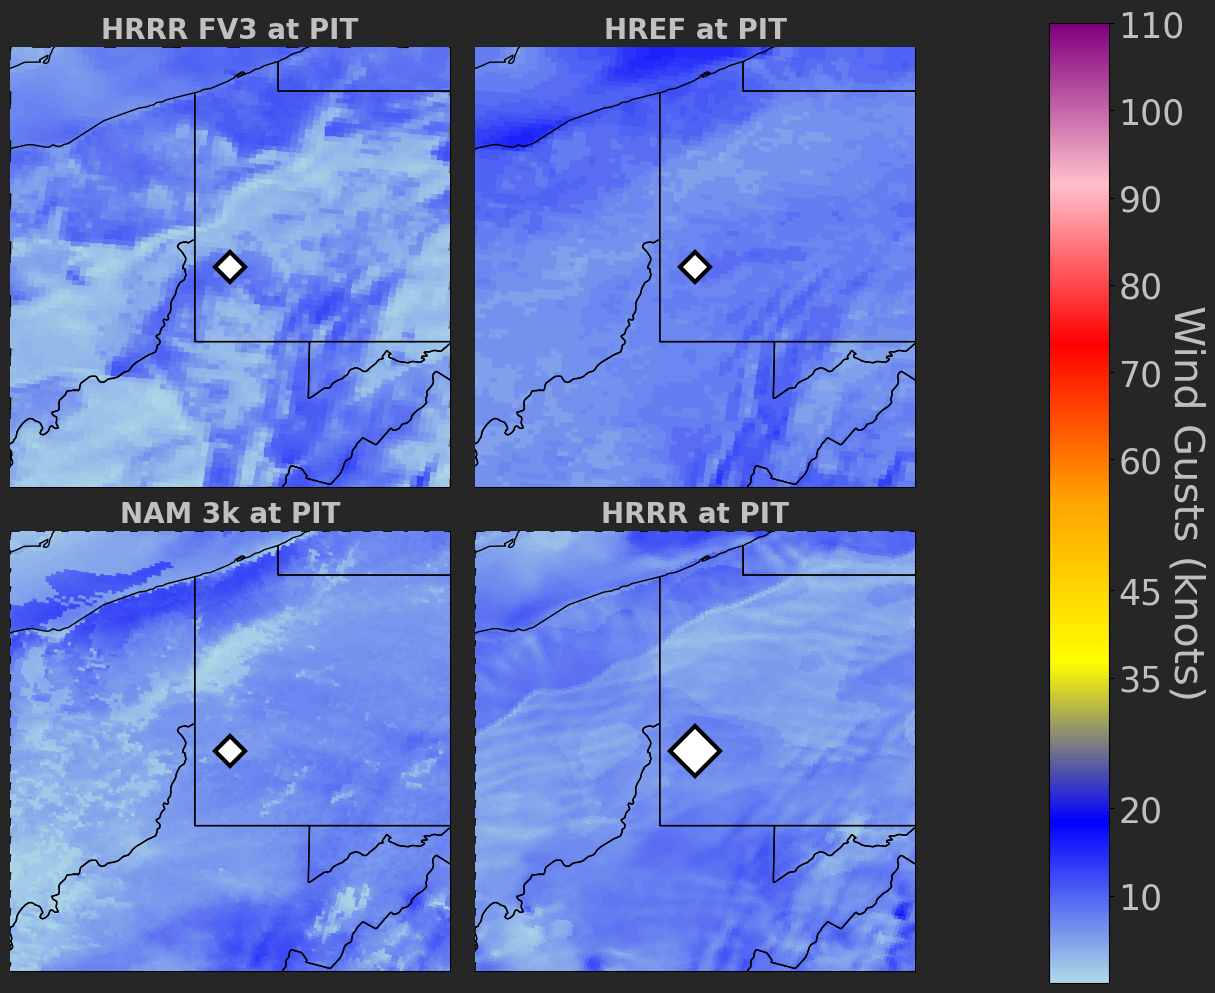 HRRR FV3 at PIT
HREF at PIT
NAM 3k at PIT
HRRR at PIT
110
100
90
80
70
60
45
35
20
10
Wind Gusts (knots)